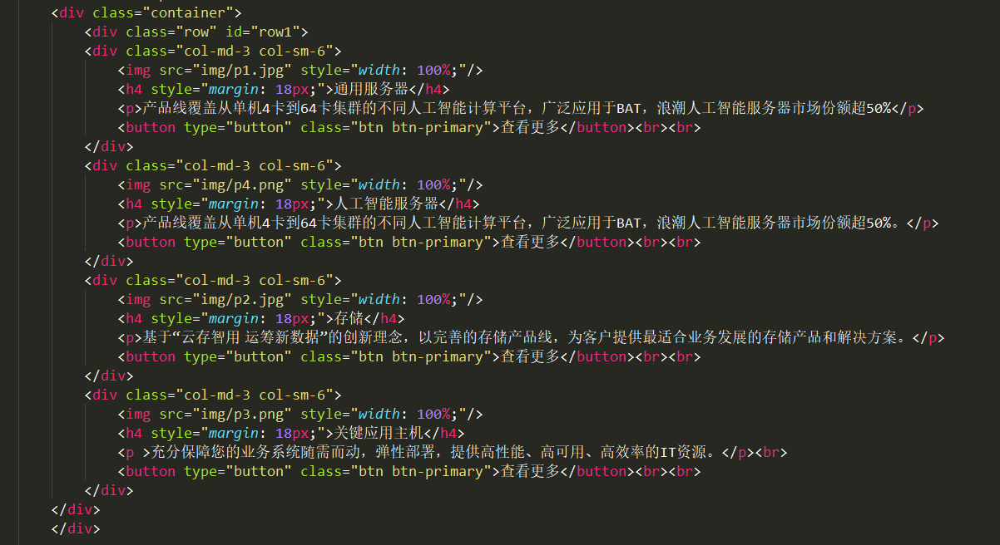 <div class="container">
<div class="row" id="row1">
<div class="col-md-3 col-sm-6">
<img src="img/p1.jpg" style="width: 100%;"/>
<h4 style="margin: 18px;">通用服务器</h4>
<p>产品线覆盖从单机4卡到64卡集群的不同人工智能计算平台，广泛应用于BAT，浪潮人工智能服务器市场份额超50%</p>
<button type="button" class="btn btn-primary">查看更多</button><br><br>
</div>
<div class="col-md-3 col-sm-6">
<img src="img/p4.png" style="width: 100%;"/>
<h4 style="margin: 18px;">人工智能服务器</h4>
<p>产品线覆盖从单机4卡到64卡集群的不同人工智能计算平台，广泛应用于BAT，浪潮人工智能服务器市场份额超50%。</p>
<button type="button" class="btn btn-primary">查看更多</button><br><br>
</div>
<div class="col-md-3 col-sm-6">
<img src="img/p2.jpg" style="width: 100%;"/>
<h4 style="margin: 18px;">存储</h4>
<p>基于“云存智用 运筹新数据”的创新理念，以完善的存储产品线，为客户提供最适合业务发展的存储产品和解决方案。</p>
<button type="button" class="btn btn-primary">查看更多</button><br><br>
</div>
<div class="col-md-3 col-sm-6">
<img src="img/p3.png" style="width: 100%;"/>
<h4 style="margin: 18px;">关键应用主机</h4>
<p >充分保障您的业务系统随需而动，弹性部署，提供高性能、高可用、高效率的IT资源。</p><br>
<button type="button" class="btn btn-primary">查看更多</button><br><br>
</div>
</div>
</div>